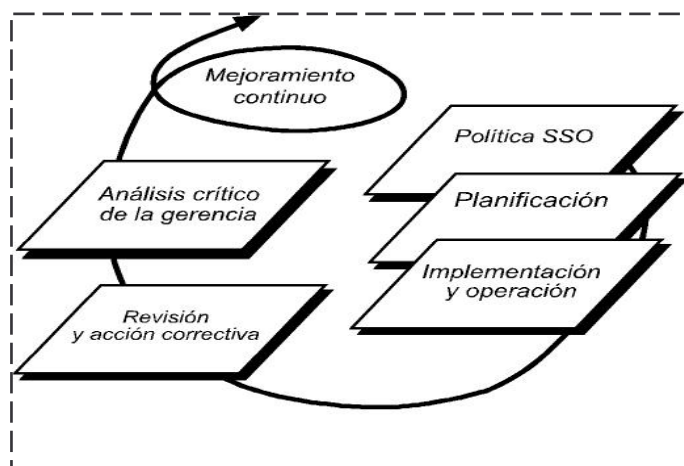 Mejoramiento
continuo
Política SSO
Análisis crítico
de la gerencia
Planificación
Implementación
y operación
Revisión
y acción correctiva